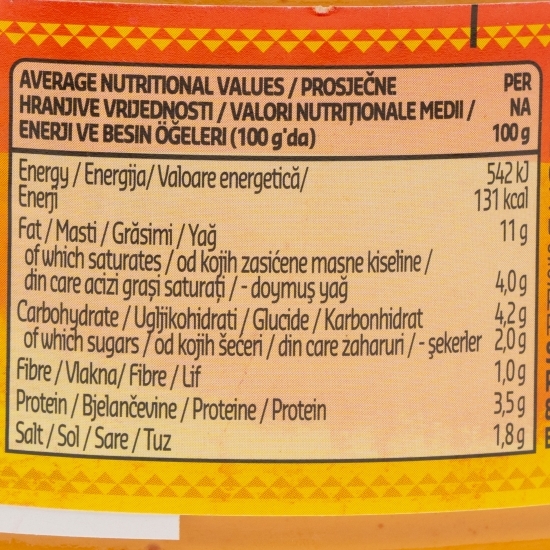 AVERAGE NUTRITIONAL VALUES / PROSJEČNE PER
HRANJIVE VRIJEDNOSTI / VALORI NUTRIȚIONALE MEDII / NA
ENERJI VE BESIN ÖĞELERI (100 g'da) 100 g
Energy / Energija/ Valoare energetică/ 542 kJ
Enerji 131 kcal
Fat / Masti / Grăsimi / Yağ 11 g
of which saturates / od kojih zasićene masne kiseline /
din care acizi grași saturați / - doymuş yağ 4,0 g
Carbohydrate / Ugljikohidrati / Glucide / Karbonhidrat 4,2 g
of which sugars / od kojih šećeri / din care zaharuri / - şekerler 2,0 g
Fibre / Vlakna/ Fibre / Lif 1,0 g
Protein / Bjelančevine / Proteine / Protein 3,5 g
Salt / Sol / Sare / Tuz 1,8 g